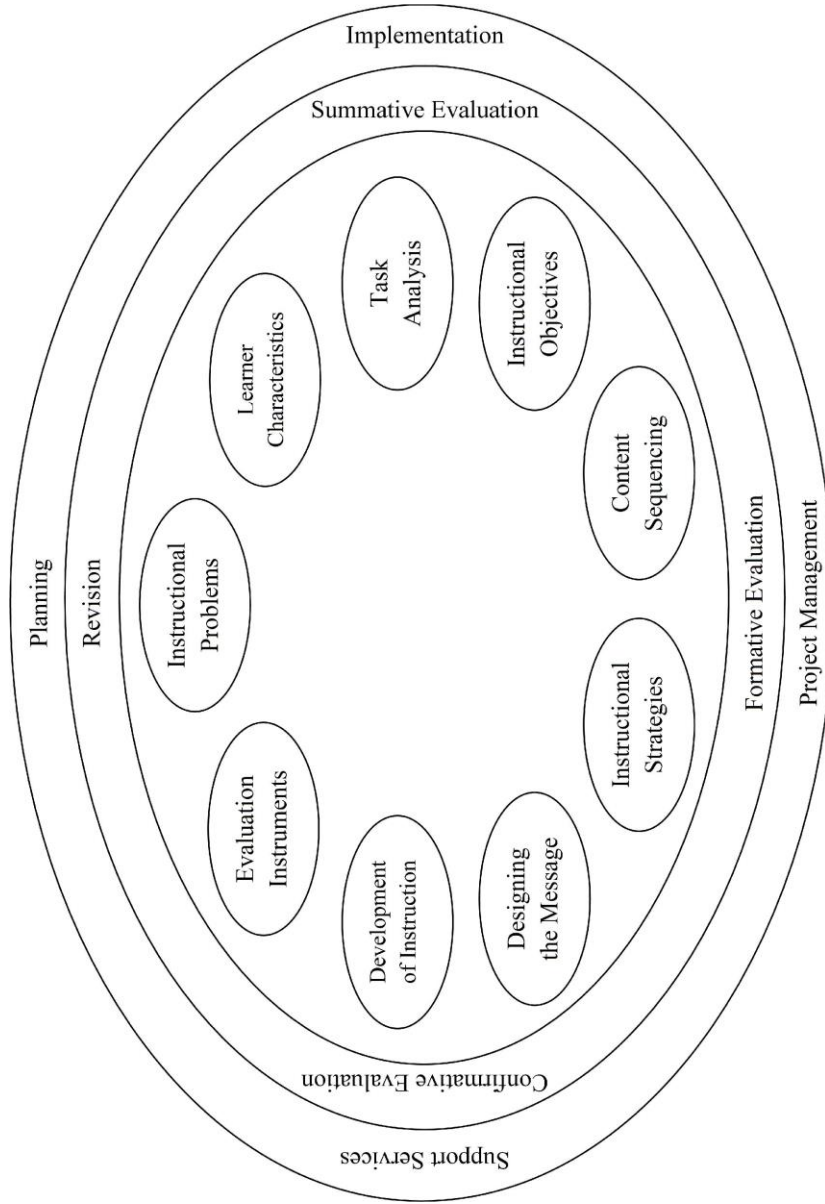 Planning
Revision
Instructional
Problems
Learner
Characteristics
Task
Analysis
Instructional
Objectives
Content
Sequencing
Instructional
Strategies
Designing
the Message
Development
of Instruction
Evaluation
Instruments
Implementation
Summative Evaluation
Formative Evaluation
Project Management
Confirmative Evaluation
Support Services